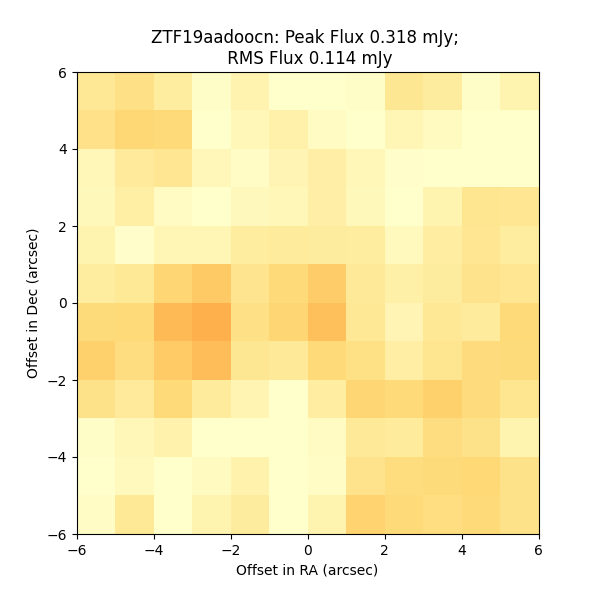 ZTF19aadoocn: Peak Flux 0.318 mJy;
RMS Flux 0.114 mJy
6
4
2
0
−2
−4
−6
Offset in Dec (arcsec)
−6 −4 −2 0 2 4 6
Offset in RA (arcsec)